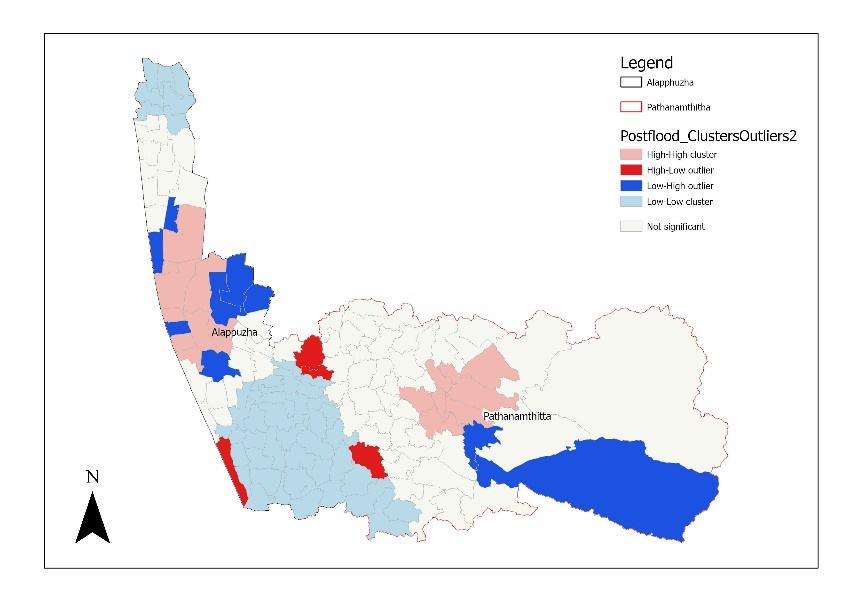 Legend
Alapphuzha
Pathanamthitha
Postflood_ClustersOutliers2
High-High cluster
High-Low outlier
Low-High outlier
Low-Low cluster
Not significant
Alappuzha
Pathanamthitta
N